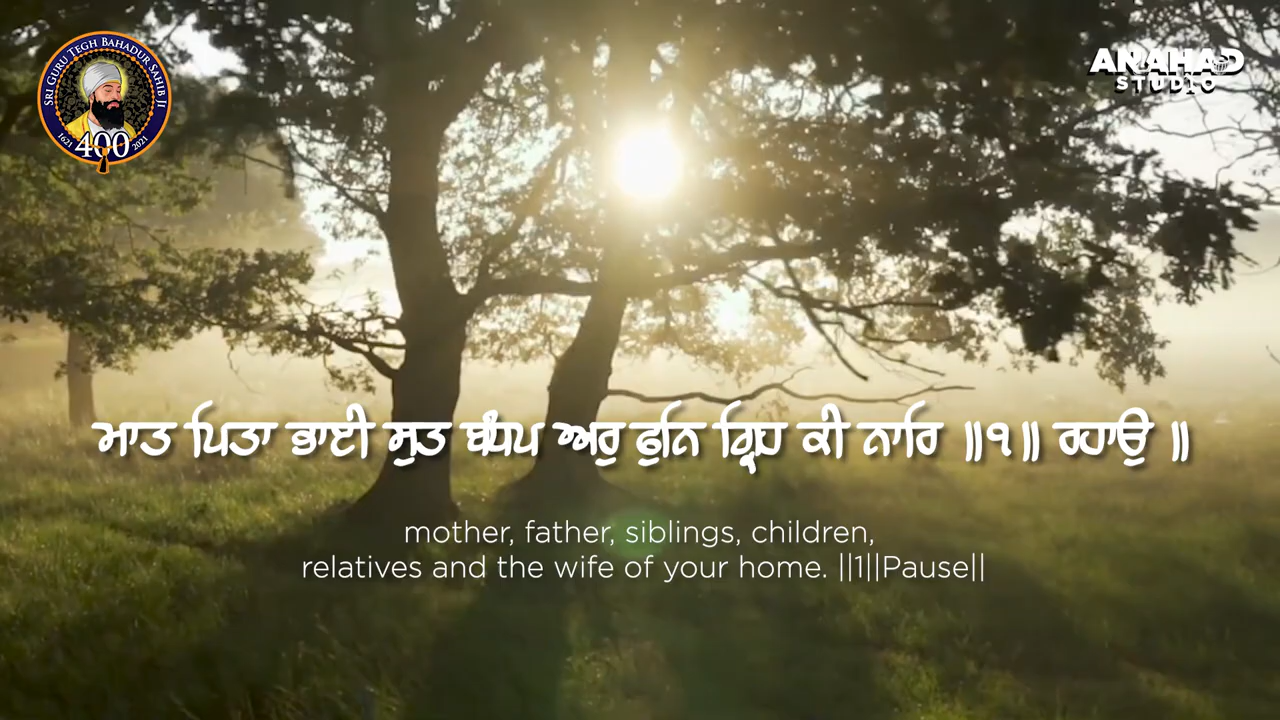 SRI GURU TEGH BAHADUR SAHIB JI
1621 400 2021
ANAHAD
STUDIO
ਮਾਤ ਪਿਤਾ ਭਾਈ ਸੁਤ ਬੰਧਪ ਅਰੁ ਫੁਨਿ ਗ੍ਰਿਹ ਕੀ ਨਾਰਿ ॥੧॥ ਰਹਾਉ ॥
mother, father, siblings, children,
relatives and the wife of your home. ||1||Pause||